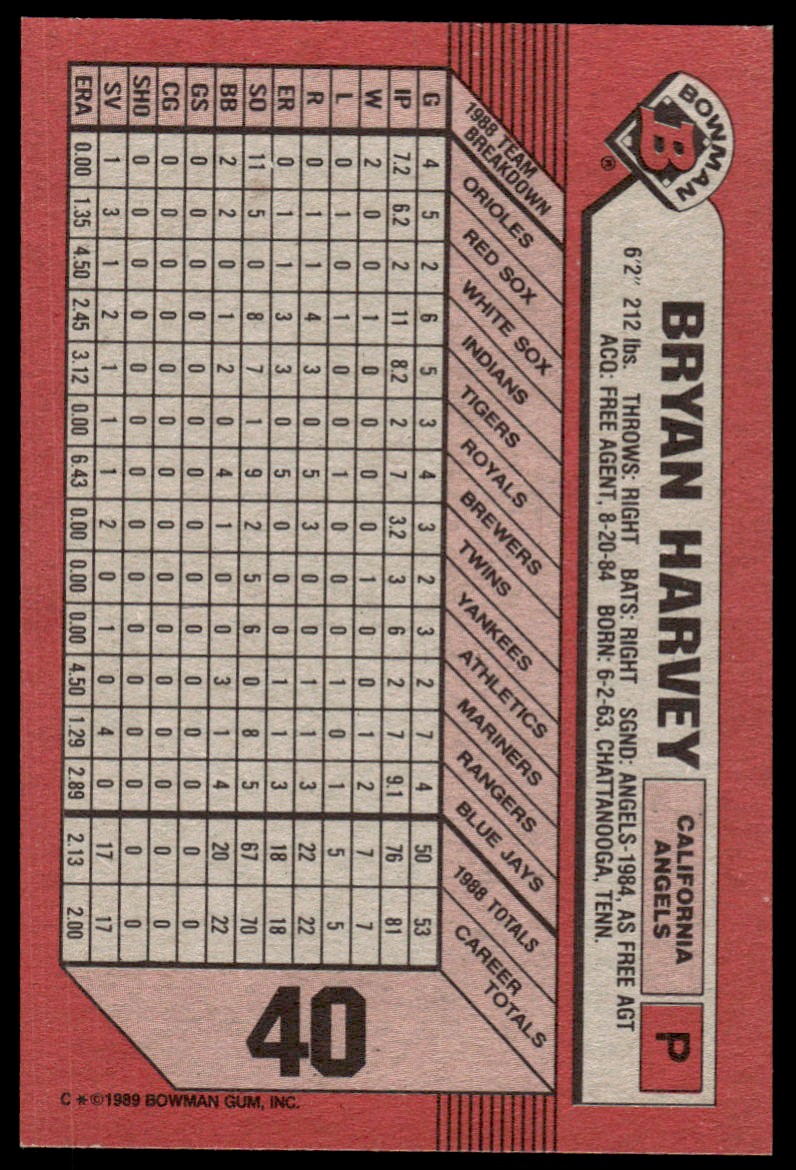 BOWMAN
B
®
BRYAN HARVEY
CALIFORNIA
ANGELS
P
6'2" 212 lbs. THROWS: RIGHT BATS: RIGHT SGND: ANGELS-1984, AS FREE AGT
ACQ: FREE AGENT, 8-20-84 BORN: 6-2-63, CHATTANOOGA, TENN.
1988 TEAM
BREAKDOWN
ORIOLES
RED SOX
WHITE SOX
INDIANS
TIGERS
ROYALS
BREWERS
TWINS
YANKEES
ATHLETICS
MARINERS
RANGERS
BLUE JAYS
1988 TOTALS
CAREER
TOTALS
G 4 5 2 6 5 3 4 3 2 3 2 7 4 50 53
IP 7.2 6.2 2 11 8.2 2 7 3.2 3 6 2 7 9.1 76 81
W 2 0 0 1 0 0 0 0 1 0 0 1 2 7 7
L 0 1 0 1 0 0 1 0 0 0 1 0 1 5 5
R 0 1 1 4 3 0 5 3 0 0 1 1 3 22 22
ER 0 1 1 3 3 0 5 0 0 0 1 1 3 18 18
SO 11 5 0 8 7 1 9 2 5 6 0 8 5 67 70
BB 2 2 0 1 2 0 4 1 0 0 3 1 4 20 22
GS 0 0 0 0 0 0 0 0 0 0 0 0 0 0 0
CG 0 0 0 0 0 0 0 0 0 0 0 0 0 0 0
SHO 0 0 0 0 0 0 0 0 0 0 0 0 0 0 0
SV 1 3 1 2 1 1 1 2 0 1 0 4 0 17 17
ERA 0.00 1.35 4.50 2.45 3.12 0.00 6.43 0.00 0.00 0.00 4.50 1.29 2.89 2.13 2.00
40
C *©1989 BOWMAN GUM, INC.